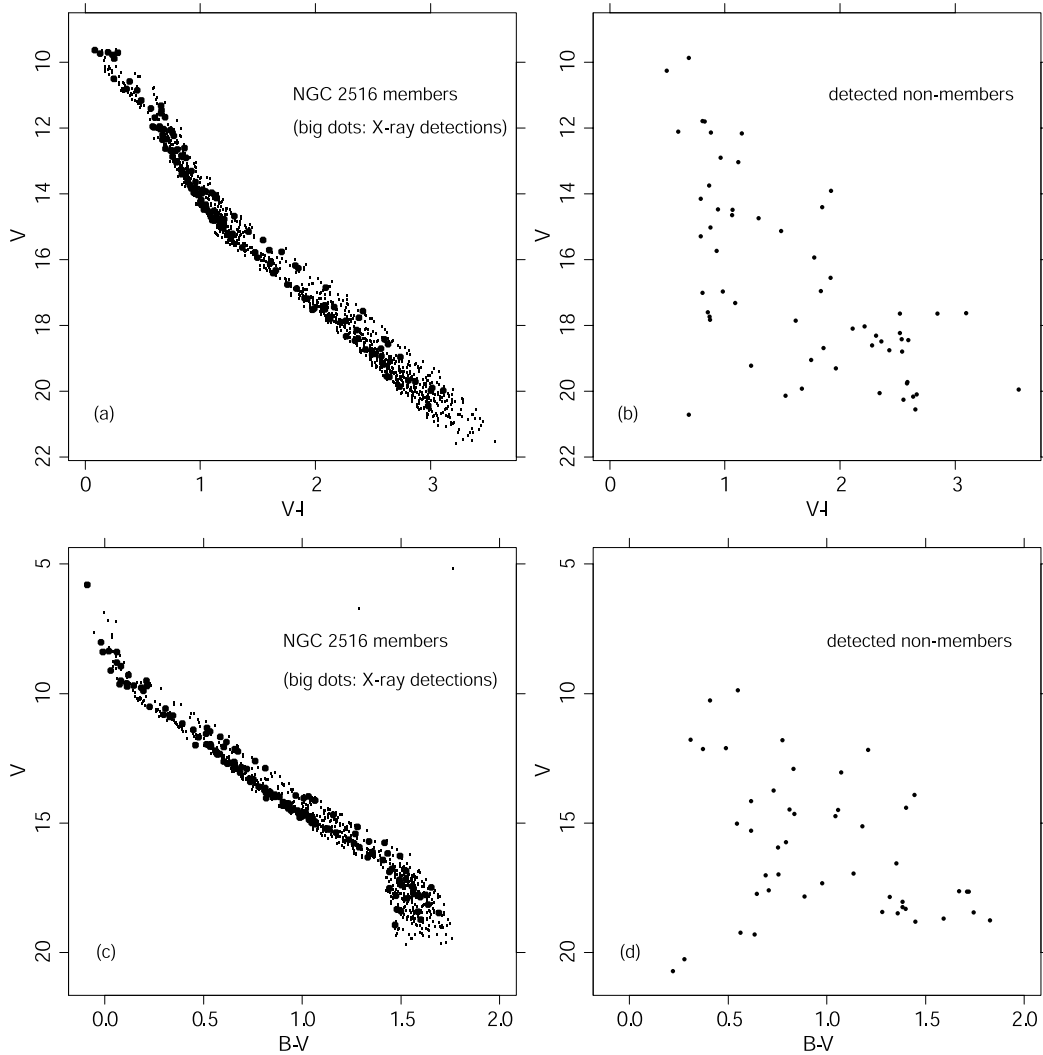 10
12
14
16
18
20
22
V
NGC 2516 members
(big dots: X-ray detections)
(a)
0
1
2
3
V-I
10
12
14
16
18
20
22
V
detected non-members
(b)
0
1
2
3
V-I
5
10
15
20
V
NGC 2516 members
(big dots: X-ray detections)
(c)
0.0
0.5
1.0
1.5
2.0
B-V
5
10
15
20
V
detected non-members
(d)
0.0
0.5
1.0
1.5
2.0
B-V